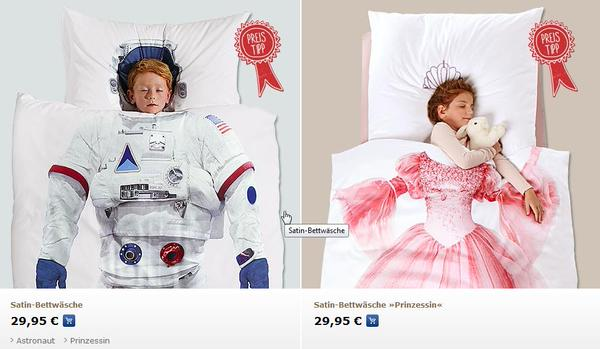 PREIS
TIPP
PREIS
TIPP
Satin-Bettwäsche
Satin-Bettwäsche
29,95 €
Astronaut
Prinzessin
Satin-Bettwäsche »Prinzessin«
29,95 €